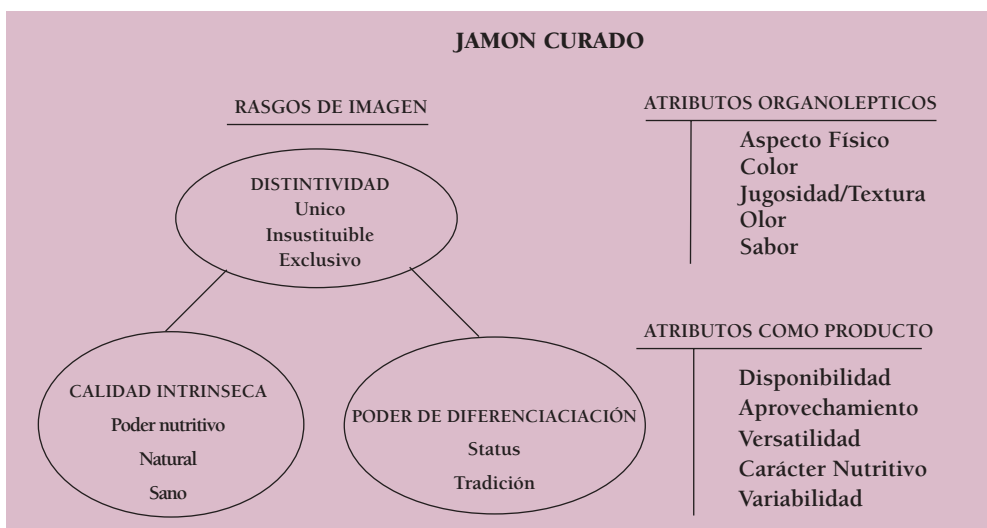 JAMON CURADO
RASGOS DE IMAGEN
DISTINTIVIDAD
Unico
Insustituible
Exclusivo
CALIDAD INTRINSECA
Poder nutritivo
Natural
Sano
PODER DE DIFERENCIACIACIÓN
Status
Tradición
ATRIBUTOS ORGANOLEPTICOS
Aspecto Físico
Color
Jugosidad/Textura
Olor
Sabor
ATRIBUTOS COMO PRODUCTO
Disponibilidad
Aprovechamiento
Versatilidad
Carácter Nutritivo
Variabilidad